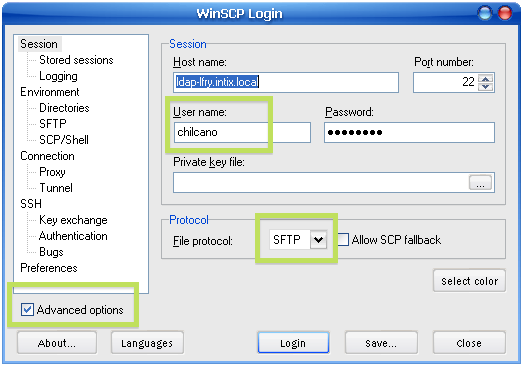 WinSCP Login
Session
Stored sessions
Logging
Environment
Directories
SFTP
SCP/Shell
Connection
Proxy
Tunnel
SSH
Key exchange
Authentication
Bugs
Preferences
Advanced options
Session
Host name:
Port number:
ldap-lfry.intix.local
22
User name:
Password:
chilcano
●●●●●●●●
Private key file:
...
Protocol
File protocol:
SFTP
Allow SCP fallback
Select color
About...
Languages
Login
Save...
Close